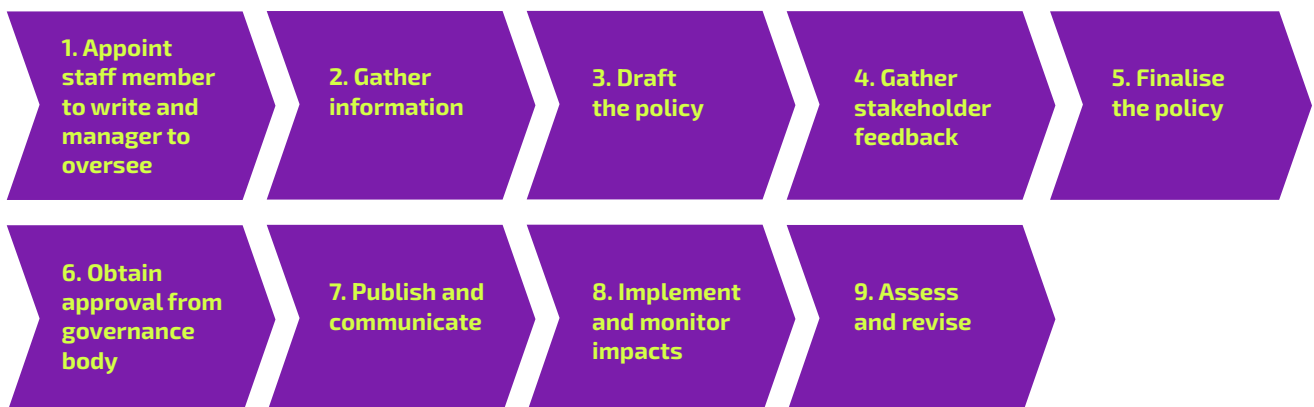 1. Appoint
staff member
to write and
manager to
oversee
2. Gather
information
3. Draft
the policy
4. Gather
stakeholder
feedback
5. Finalise
the policy
6. Obtain
approval from
governance
body
7. Publish and
communicate
8. Implement
and monitor
impacts
9. Assess
and revise